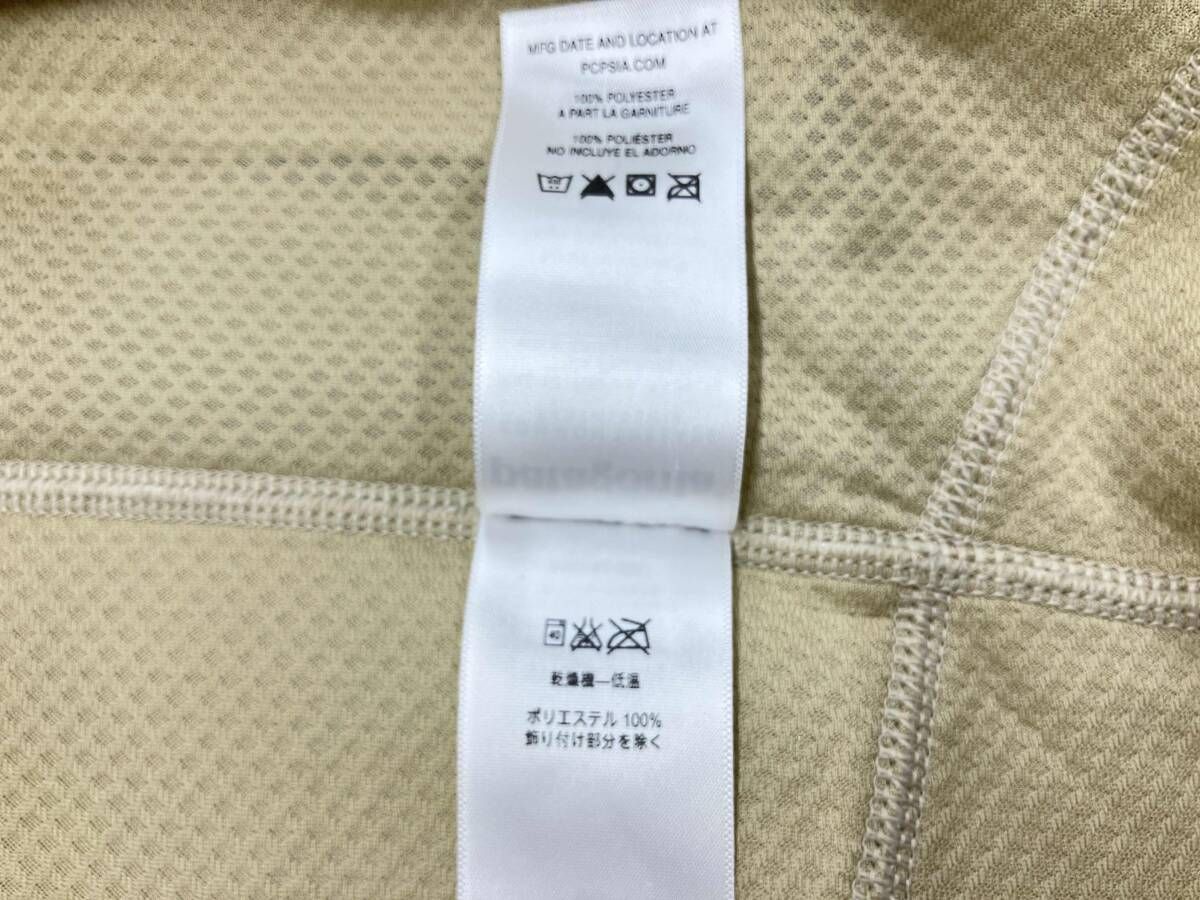 MFG DATE AND LOCATION AT
PCPSIA.COM
100% POLYESTER
A PART LA GARNITURE
100% POLIÉSTER
NO INCLUYE EL ADORNO
40
乾燥機—低温
ポリエステル 100%
飾り付け部分を除く